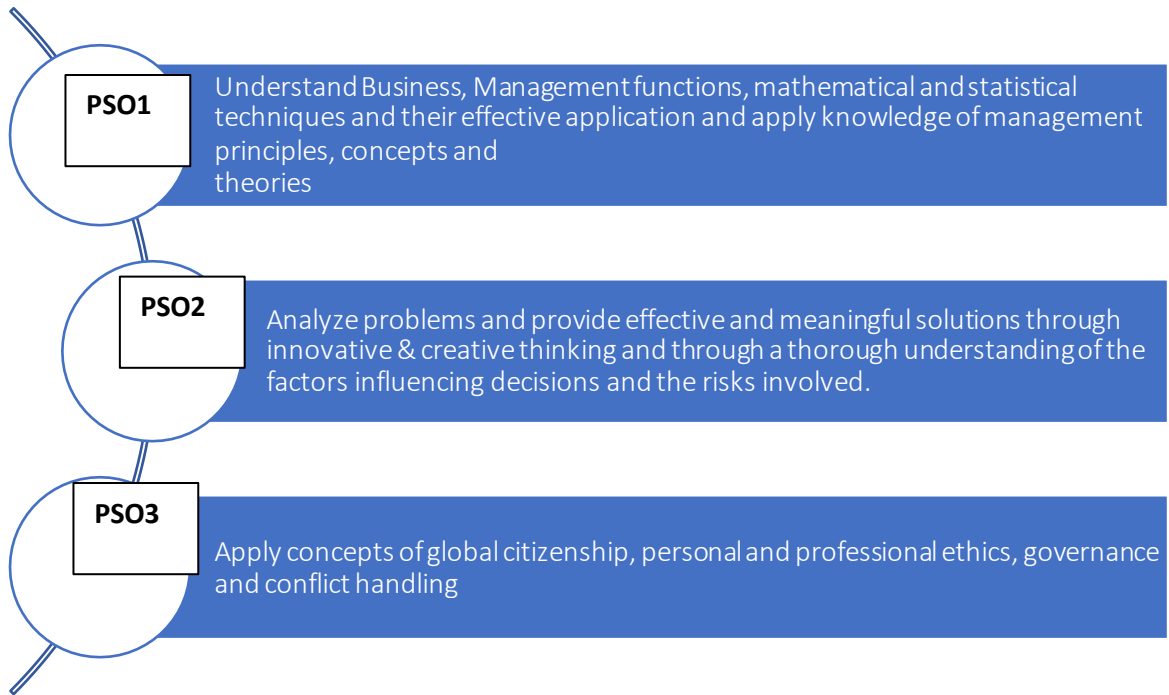 PSO1
Understand Business, Management functions, mathematical and statistical
techniques and their effective application and apply knowledge of management
principles, concepts and
theories
PSO2
Analyze problems and provide effective and meaningful solutions through
innovative & creative thinking and through a thorough understanding of the
factors influencing decisions and the risks involved.
PSO3
Apply concepts of global citizenship, personal and professional ethics, governance
and conflict handling